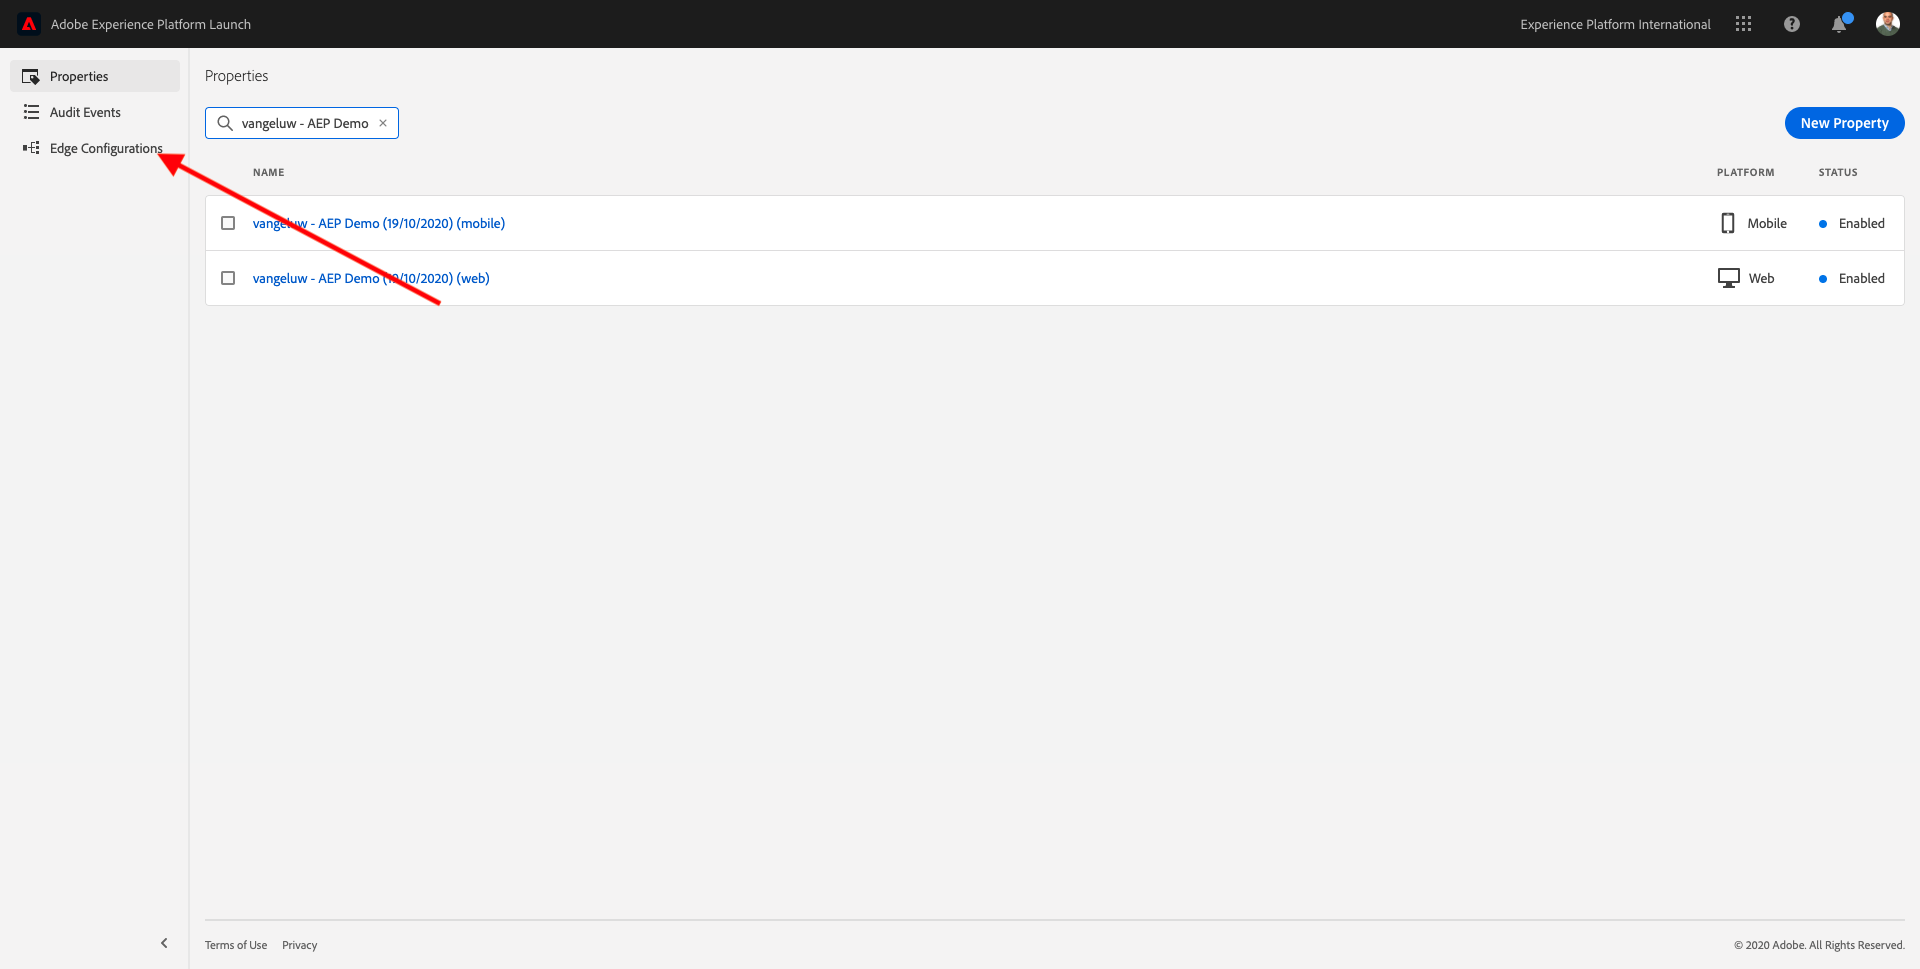 Adobe Experience Platform Launch
Experience Platform International
Properties
Audit Events
Edge Configurations
Properties
vangeluw - AEP Demo
New Property
NAME
PLATFORM
STATUS
vangeluw - AEP Demo (19/10/2020) (mobile)
Mobile
Enabled
vangeluw - AEP Demo (19/10/2020) (web)
Web
Enabled
Terms of Use
Privacy
© 2020 Adobe. All Rights Reserved.